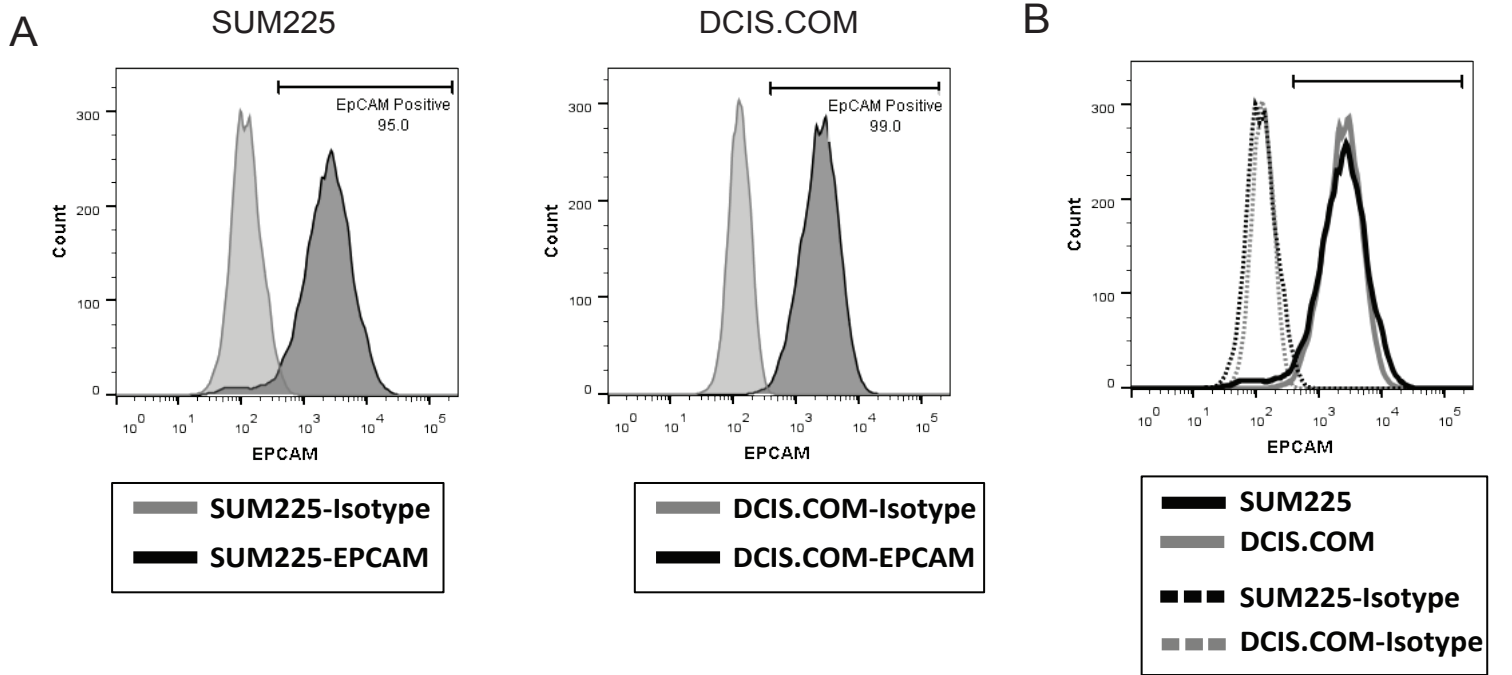 A
SUM225
Count
300
200
100
0
EpCAM Positive
95.0
10^0 10^1 10^2 10^3 10^4 10^5
EPCAM
SUM225-Isotype
SUM225-EPCAM
DCIS.COM
Count
300
200
100
0
EpCAM Positive
99.0
10^0 10^1 10^2 10^3 10^4 10^5
EPCAM
DCIS.COM-Isotype
DCIS.COM-EPCAM
B
Count
300
200
100
0
10^0 10^1 10^2 10^3 10^4 10^5
EPCAM
SUM225
DCIS.COM
SUM225-Isotype
DCIS.COM-Isotype